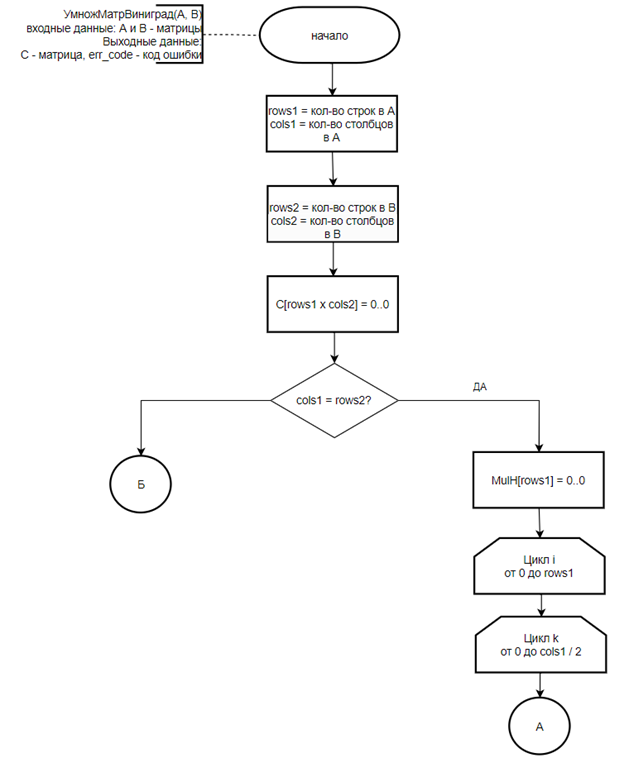 УмножМатрВиниград(А, В)
входные данные: А и В - матрицы
Выходные данные:
С - матрица, err_code - код ошибки
начало
rows1 = кол-во строк в А
cols1 = кол-во столбцов
в А
rows2 = кол-во строк в В
cols2 = кол-во столбцов
в В
C[rows1 x cols2] = 0..0
cols1 = rows2?
ДА
Б
MulH[rows1] = 0..0
Цикл i
от 0 до rows1
Цикл k
от 0 до cols1 / 2
А